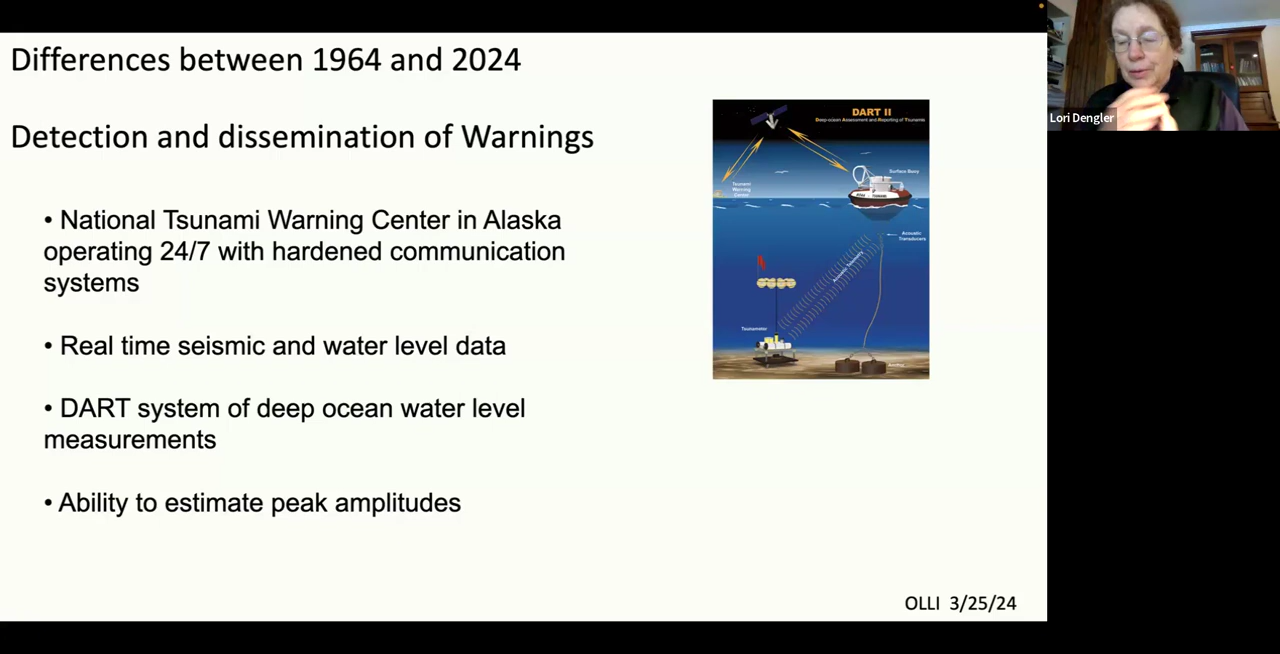 Differences between 1964 and 2024
Detection and dissemination of Warnings
• National Tsunami Warning Center in Alaska
operating 24/7 with hardened communication
systems
• Real time seismic and water level data
• DART system of deep ocean water level
measurements
• Ability to estimate peak amplitudes
DART II
Deep-ocean Assessment and Reporting of Tsunamis
Tsunami
Warning
Center
Surface Buoy
Acoustic
Transducers
Acoustic Telemetry
Tsunameter
Anchor
OLLI 3/25/24
Lori Dengler